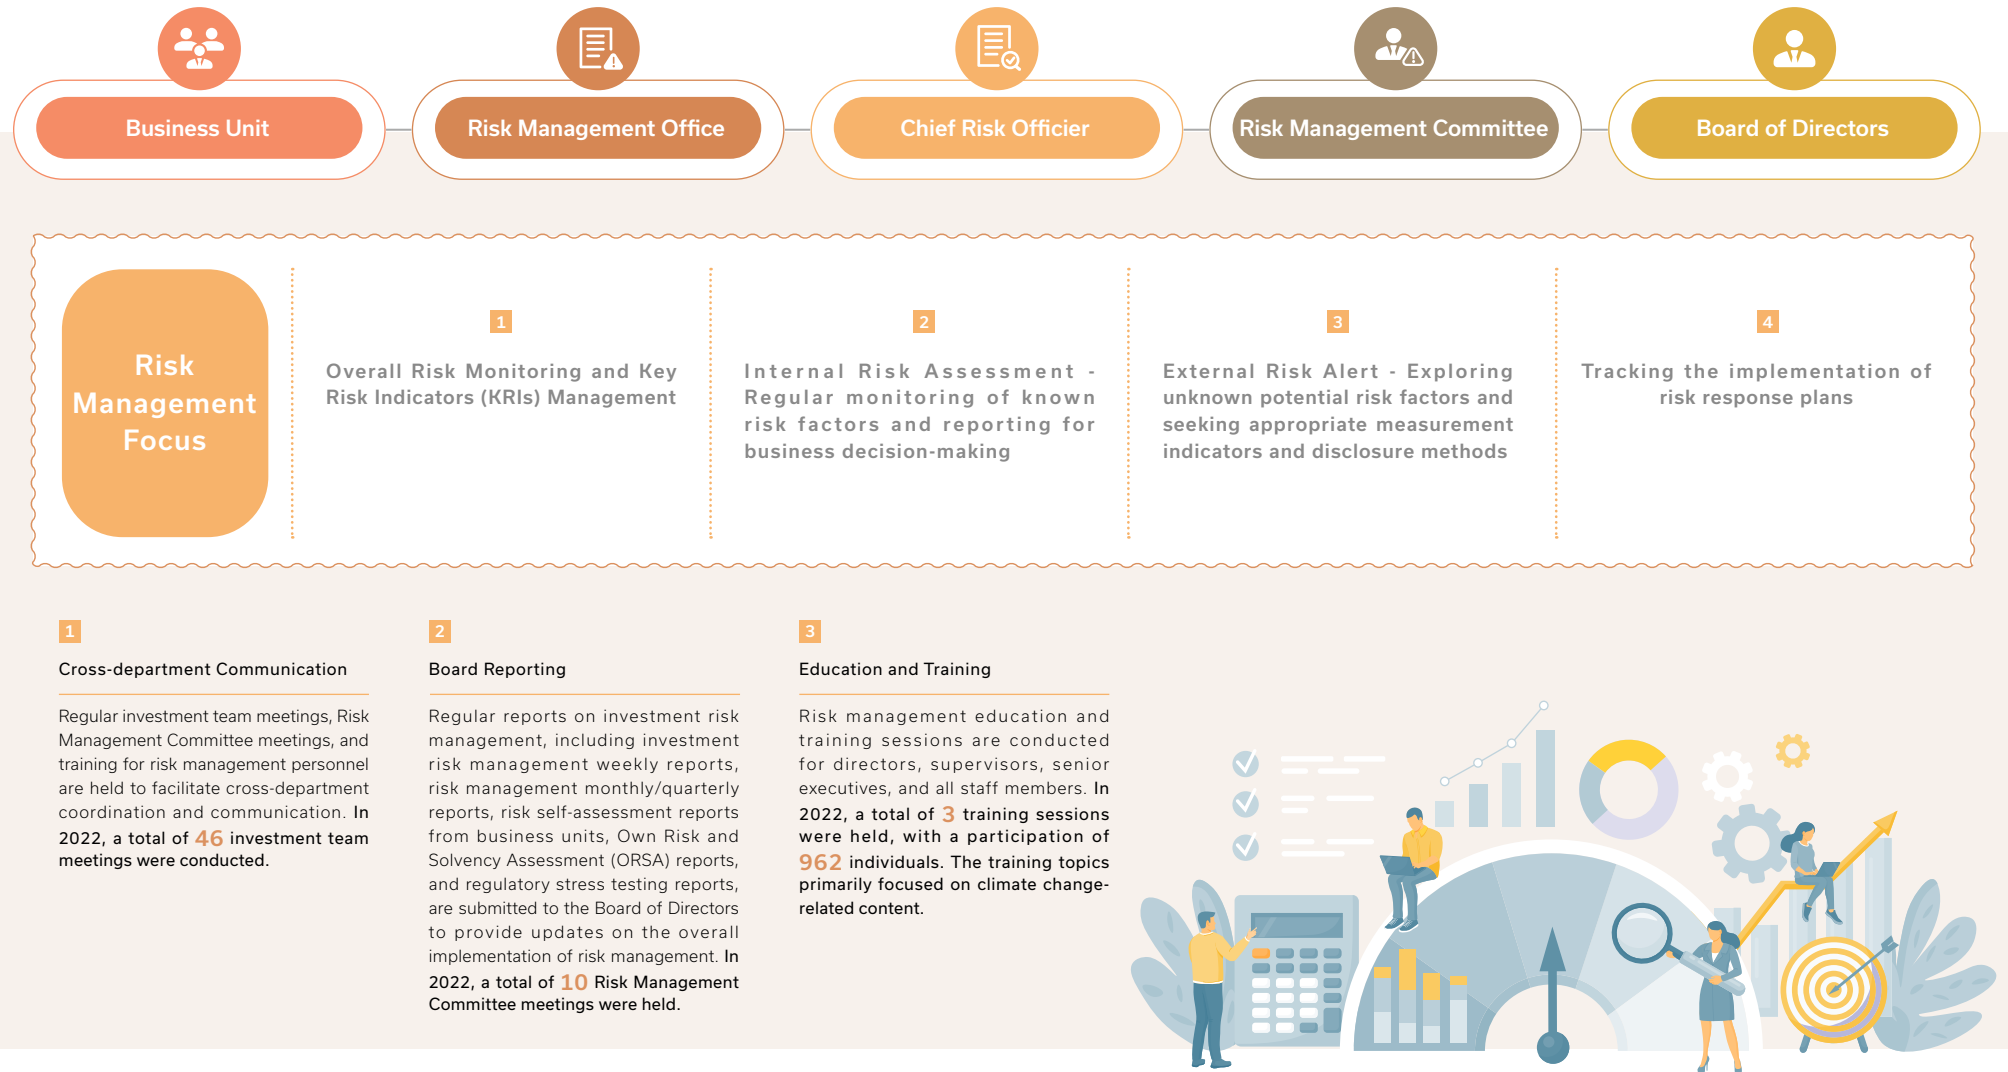 Business Unit
Risk Management Office
Chief Risk Officier
Risk Management Committee
Board of Directors
Risk
Management
Focus
1
Overall Risk Monitoring and Key
Risk Indicators (KRIs) Management
2
Internal Risk Assessment -
Regular monitoring of known
risk factors and reporting for
business decision-making
3
External Risk Alert - Exploring
unknown potential risk factors and
seeking appropriate measurement
indicators and disclosure methods
4
Tracking the implementation of
risk response plans
1
Cross-department Communication
Regular investment team meetings, Risk
Management Committee meetings, and
training for risk management personnel
are held to facilitate cross-department
coordination and communication. In
2022, a total of 46 investment team
meetings were conducted.
2
Board Reporting
Regular reports on investment risk
management, including investment
risk management weekly reports,
risk management monthly/quarterly
reports, risk self-assessment reports
from business units, Own Risk and
Solvency Assessment (ORSA) reports,
and regulatory stress testing reports,
are submitted to the Board of Directors
to provide updates on the overall
implementation of risk management. In
2022, a total of 10 Risk Management
Committee meetings were held.
3
Education and Training
Risk management education and
training sessions are conducted
for directors, supervisors, senior
executives, and all staff members. In
2022, a total of 3 training sessions
were held, with a participation of
962 individuals. The training topics
primarily focused on climate change-
related content.